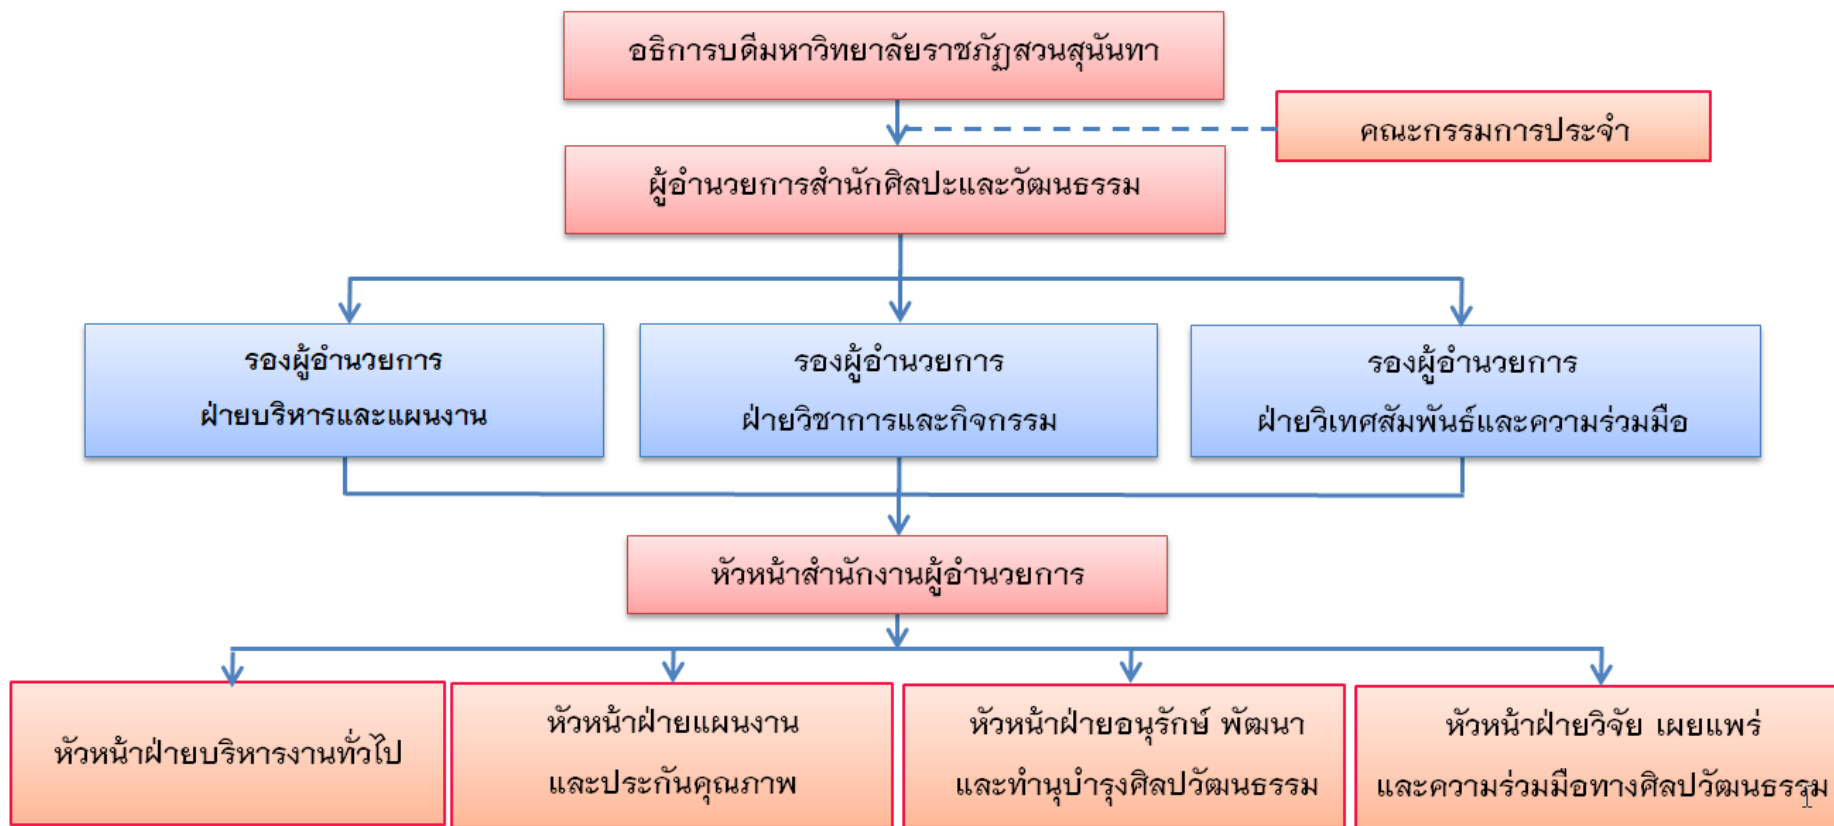 อธิการบดีมหาวิทยาลัยราชภัฏสวนสุนันทา
คณะกรรมการประจำ
ผู้อำนวยการสำนักศิลปะและวัฒนธรรม
รองผู้อำนวยการ
ฝ่ายบริหารและแผนงาน
รองผู้อำนวยการ
ฝ่ายวิชาการและกิจกรรม
รองผู้อำนวยการ
ฝ่ายวิเทศสัมพันธ์และความร่วมมือ
หัวหน้าสำนักงานผู้อำนวยการ
หัวหน้าฝ่ายบริหารงานทั่วไป
หัวหน้าฝ่ายแผนงาน
และประกันคุณภาพ
หัวหน้าฝ่ายอนุรักษ์ พัฒนา
และทำนุบำรุงศิลปวัฒนธรรม
หัวหน้าฝ่ายวิจัย เผยแพร่
และความร่วมมือทางศิลปวัฒนธรรม
1